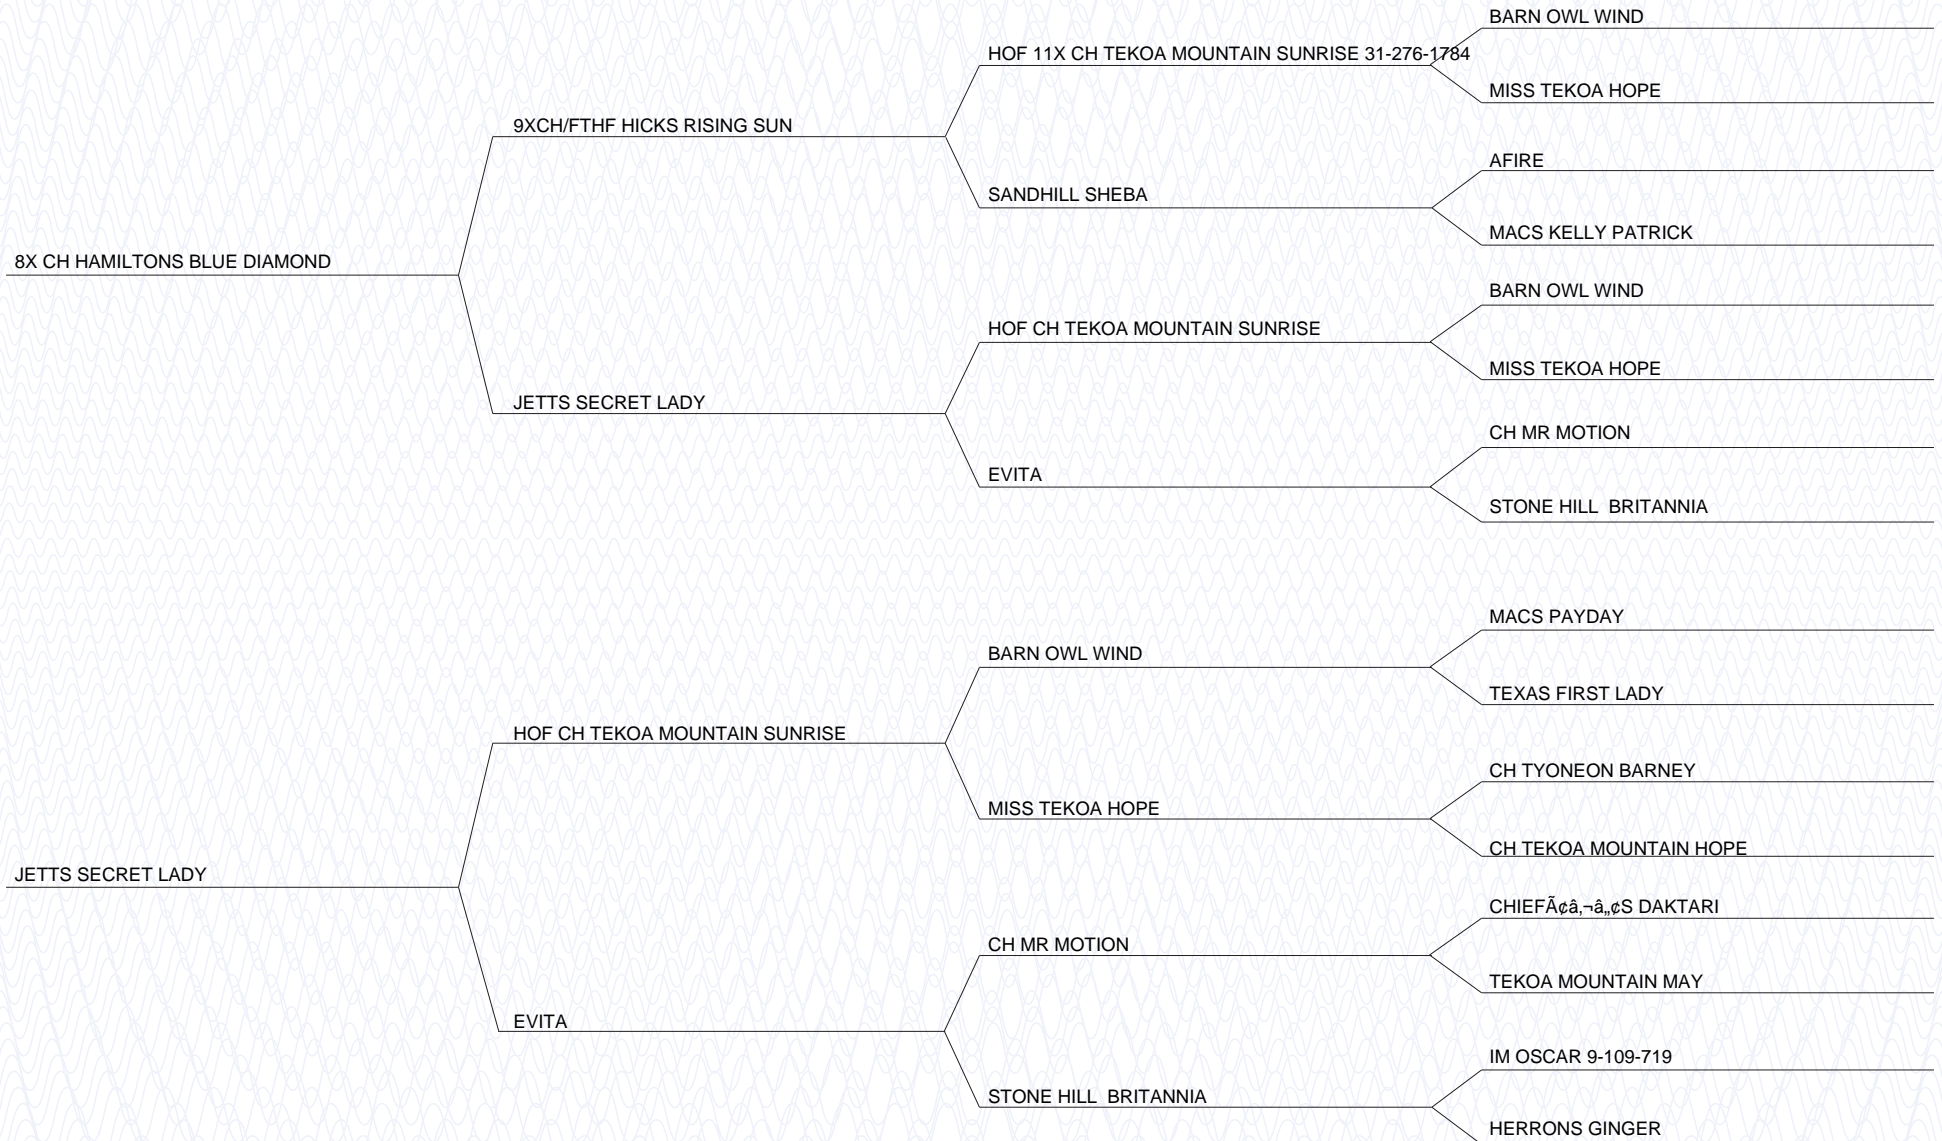 BARN OWL WIND
HOF 11X CH TEKOA MOUNTAIN SUNRISE 31-276-1784
MISS TEKOA HOPE
9XCH/FTHF HICKS RISING SUN
AFIRE
SANDHILL SHEBA
MACS KELLY PATRICK
8X CH HAMILTONS BLUE DIAMOND
BARN OWL WIND
HOF CH TEKOA MOUNTAIN SUNRISE
MISS TEKOA HOPE
JETTS SECRET LADY
CH MR MOTION
EVITA
STONE HILL  BRITANNIA
MACS PAYDAY
BARN OWL WIND
TEXAS FIRST LADY
HOF CH TEKOA MOUNTAIN SUNRISE
CH TYONEON BARNEY
MISS TEKOA HOPE
CH TEKOA MOUNTAIN HOPE
JETTS SECRET LADY
CHIEFÃ¢â‚¬â„¢S DAKTARI
CH MR MOTION
TEKOA MOUNTAIN MAY
EVITA
IM OSCAR 9-109-719
STONE HILL  BRITANNIA
HERRONS GINGER